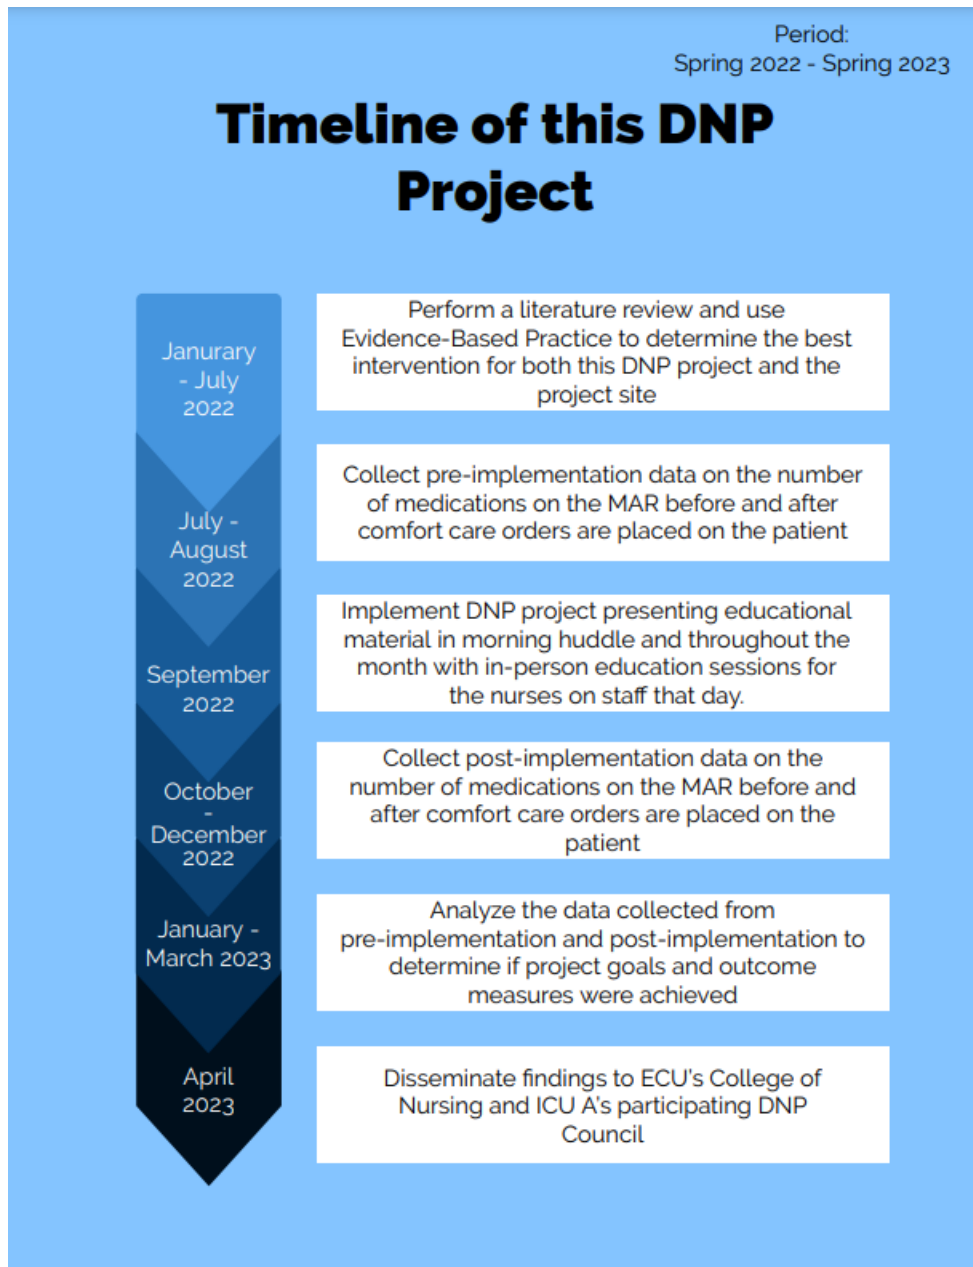 Period:
Spring 2022 - Spring 2023
Timeline of this DNP
Project
Janurary
- July
2022
Perform a literature review and use
Evidence-Based Practice to determine the best
intervention for both this DNP project and the
project site
July -
August
2022
Collect pre-implementation data on the number
of medications on the MAR before and after
comfort care orders are placed on the patient
September
2022
Implement DNP project presenting educational
material in morning huddle and throughout the
month with in-person education sessions for
the nurses on staff that day.
October
-
December
2022
Collect post-implementation data on the
number of medications on the MAR before and
after comfort care orders are placed on the
patient
January -
March 2023
Analyze the data collected from
pre-implementation and post-implementation to
determine if project goals and outcome
measures were achieved
April
2023
Disseminate findings to ECU's College of
Nursing and ICU A's participating DNP
Council